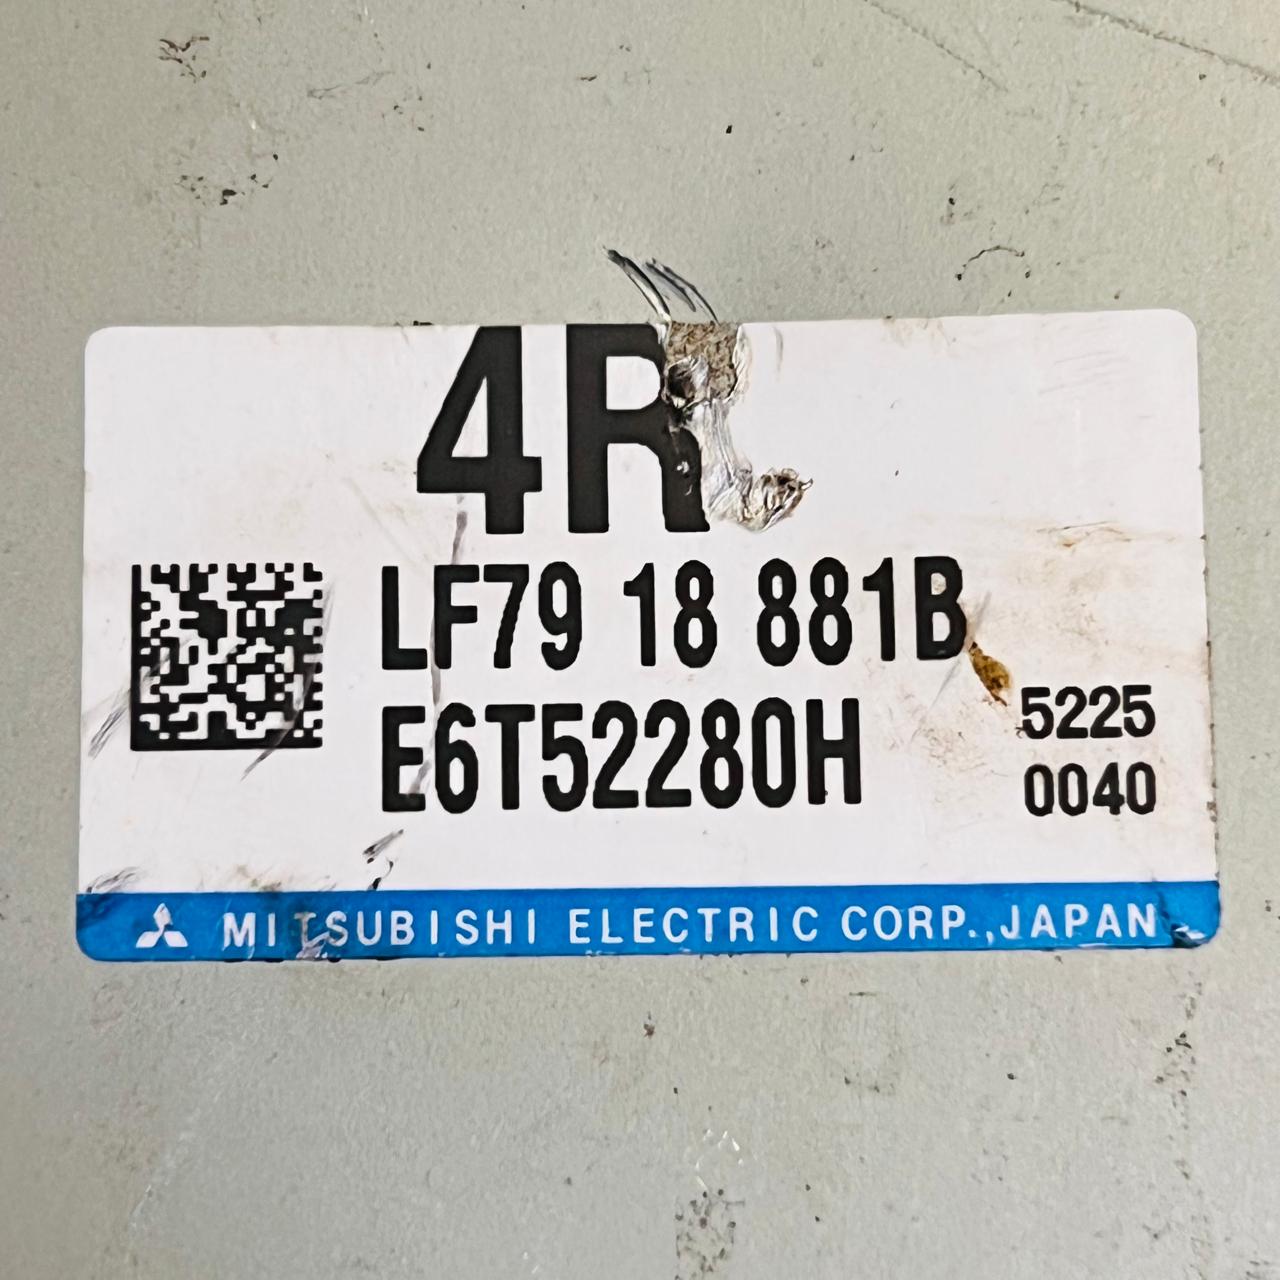 4R
LF79 18 881B
E6T52280H
5225
0040
MITSUBISHI ELECTRIC CORP.,JAPAN